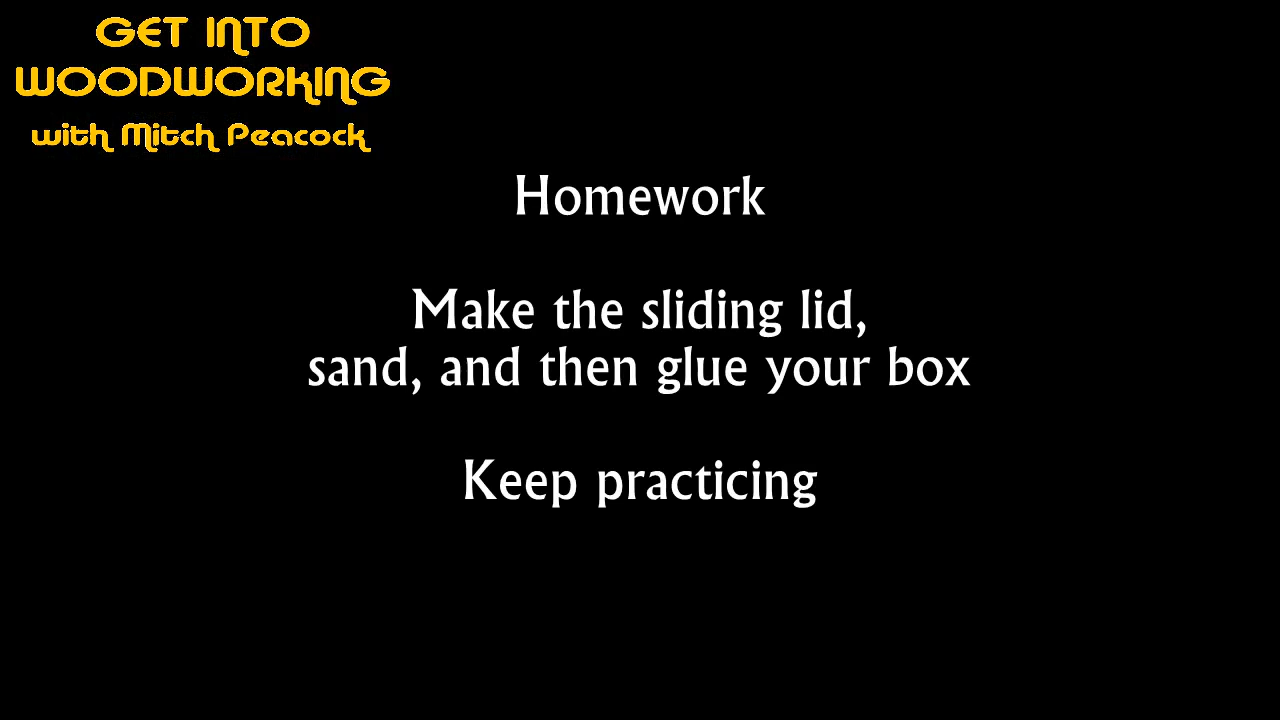 GET INTO
WOODWORKING
with Mitch Peacock
Homework
Make the sliding lid,
sand, and then glue your box
Keep practicing